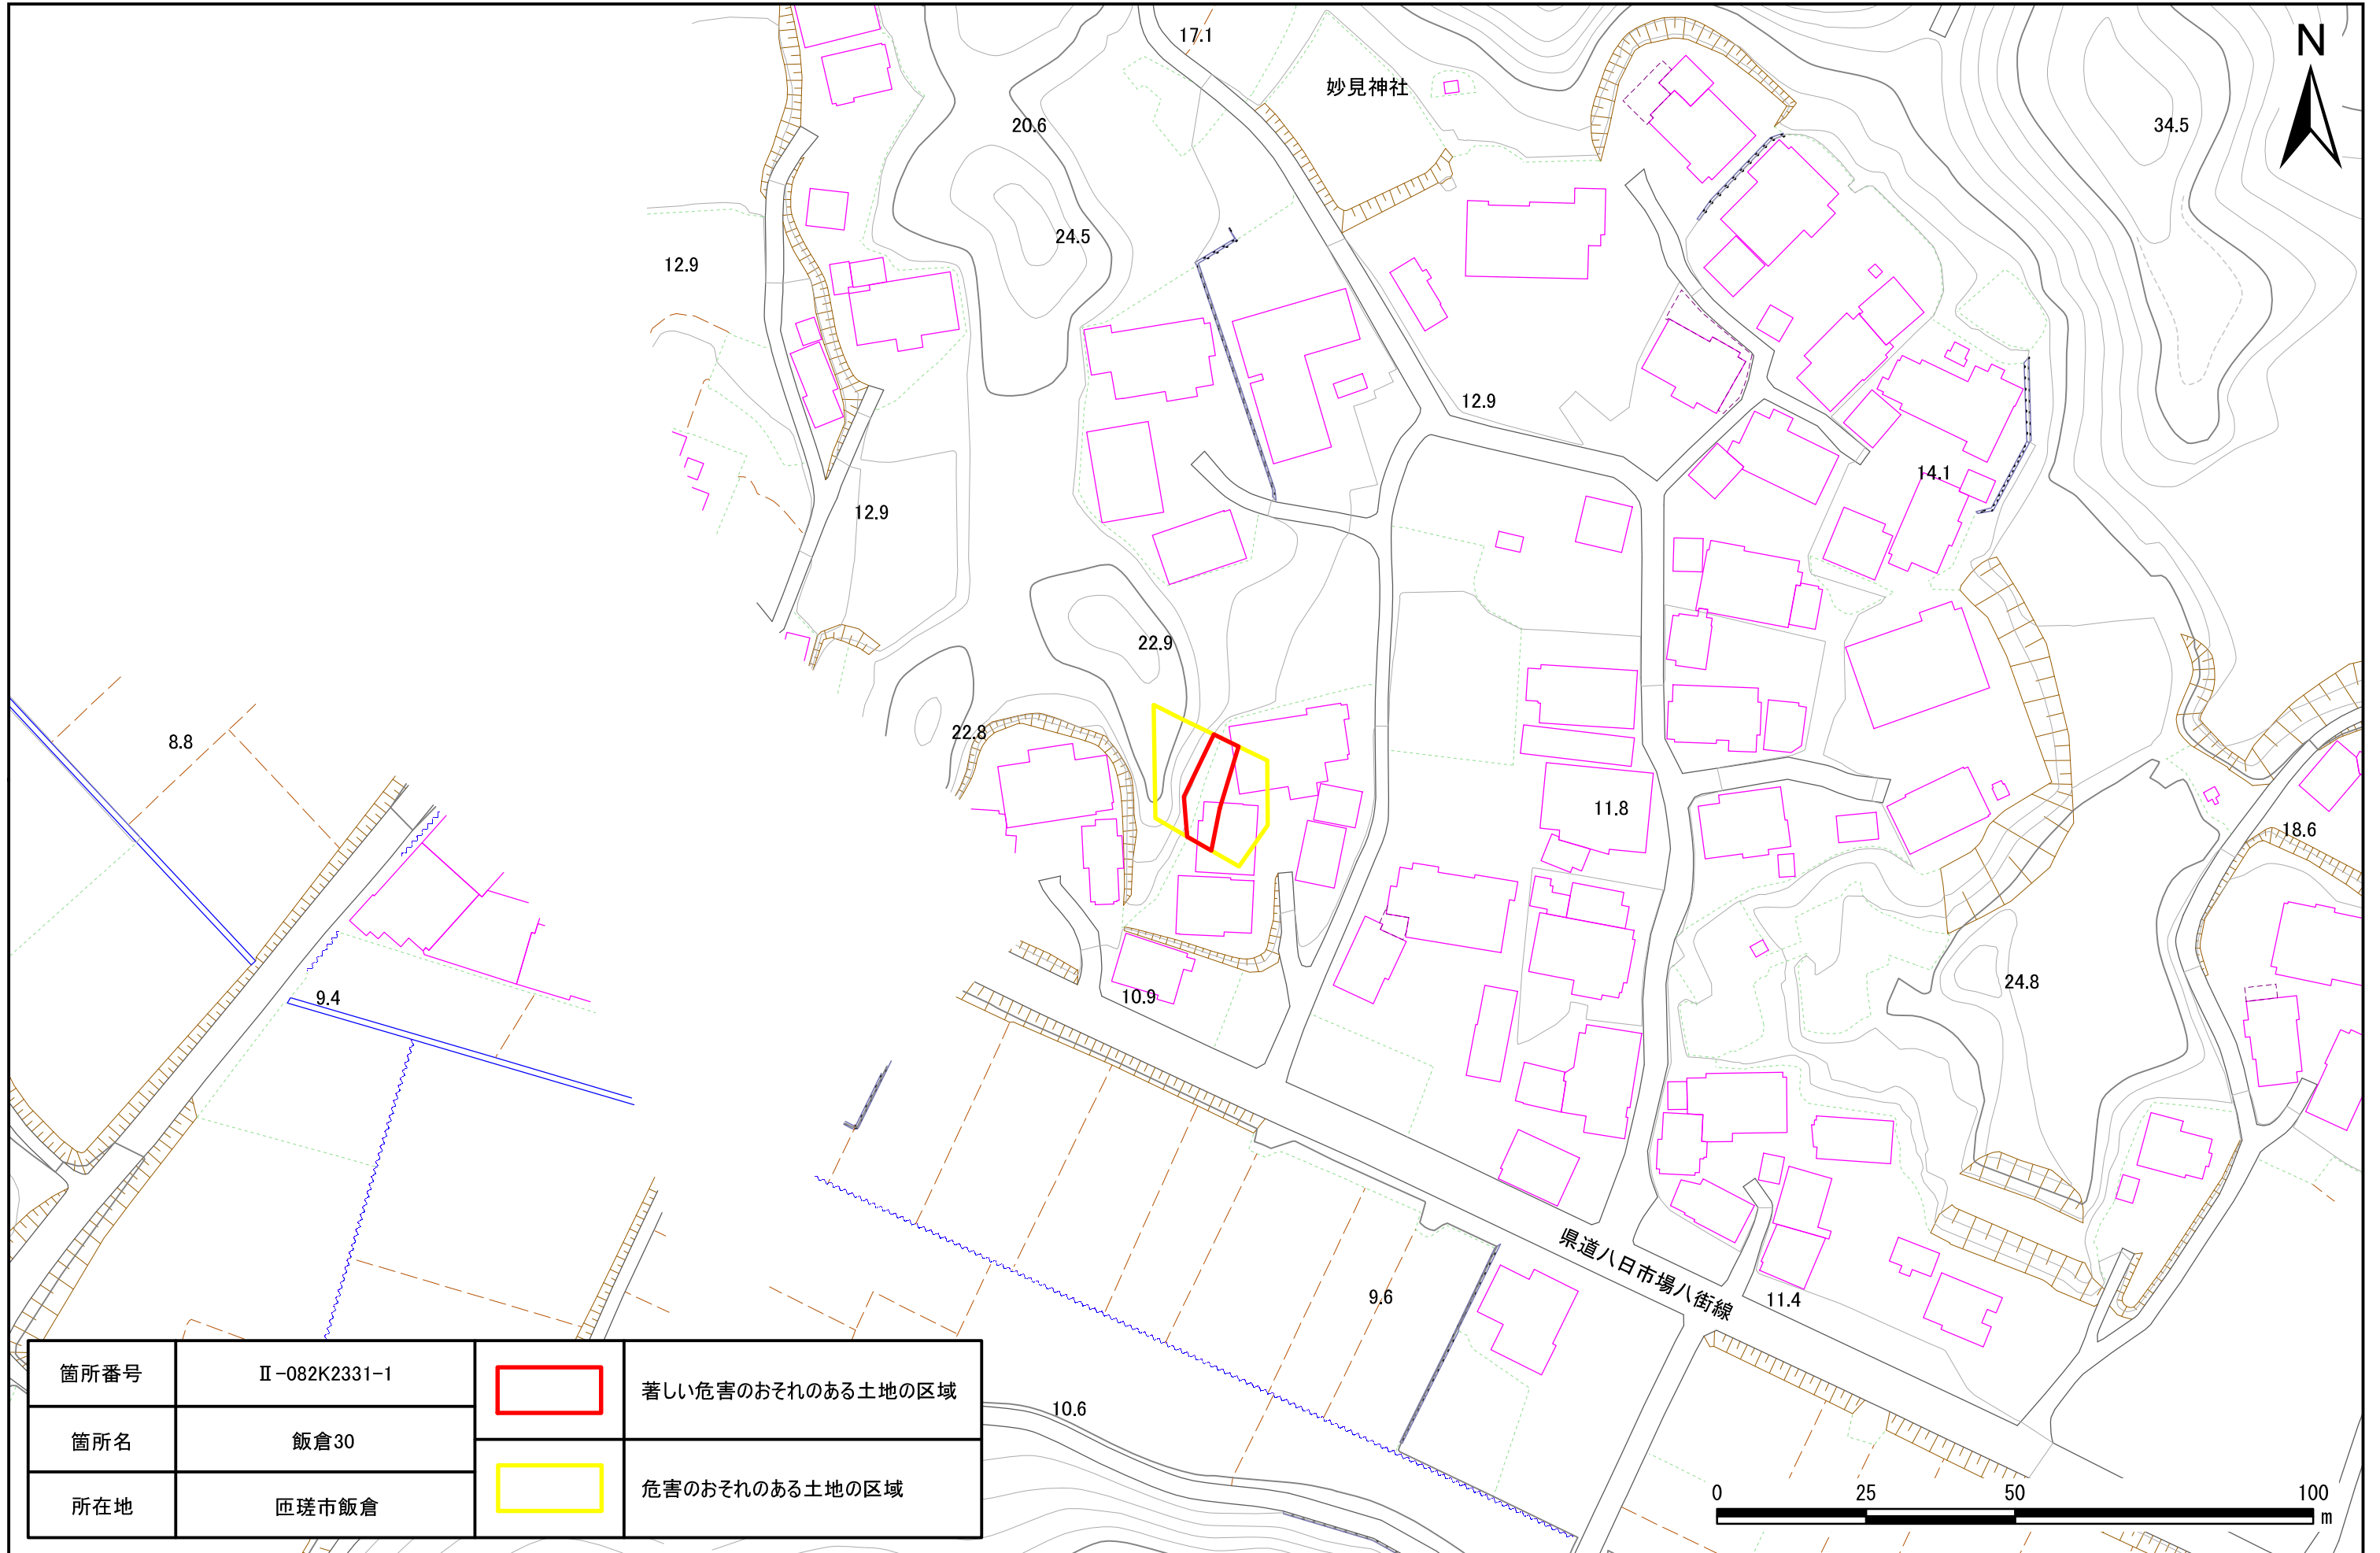 17.1
妙見神社
N
20.6
34.5
24.5
12.9
12.9
14.1
12.9
22.9
22.8
8.8
11.8
18.6
24.8
9.4
10.9
県道八日市場八街線
9.6
11.4
10.6
箇所番号 Ⅱ-082K2331-1
箇所名 飯倉30
所在地 匝瑳市飯倉
著しい危害のおそれのある土地の区域
危害のおそれのある土地の区域
0 25 50 100
m